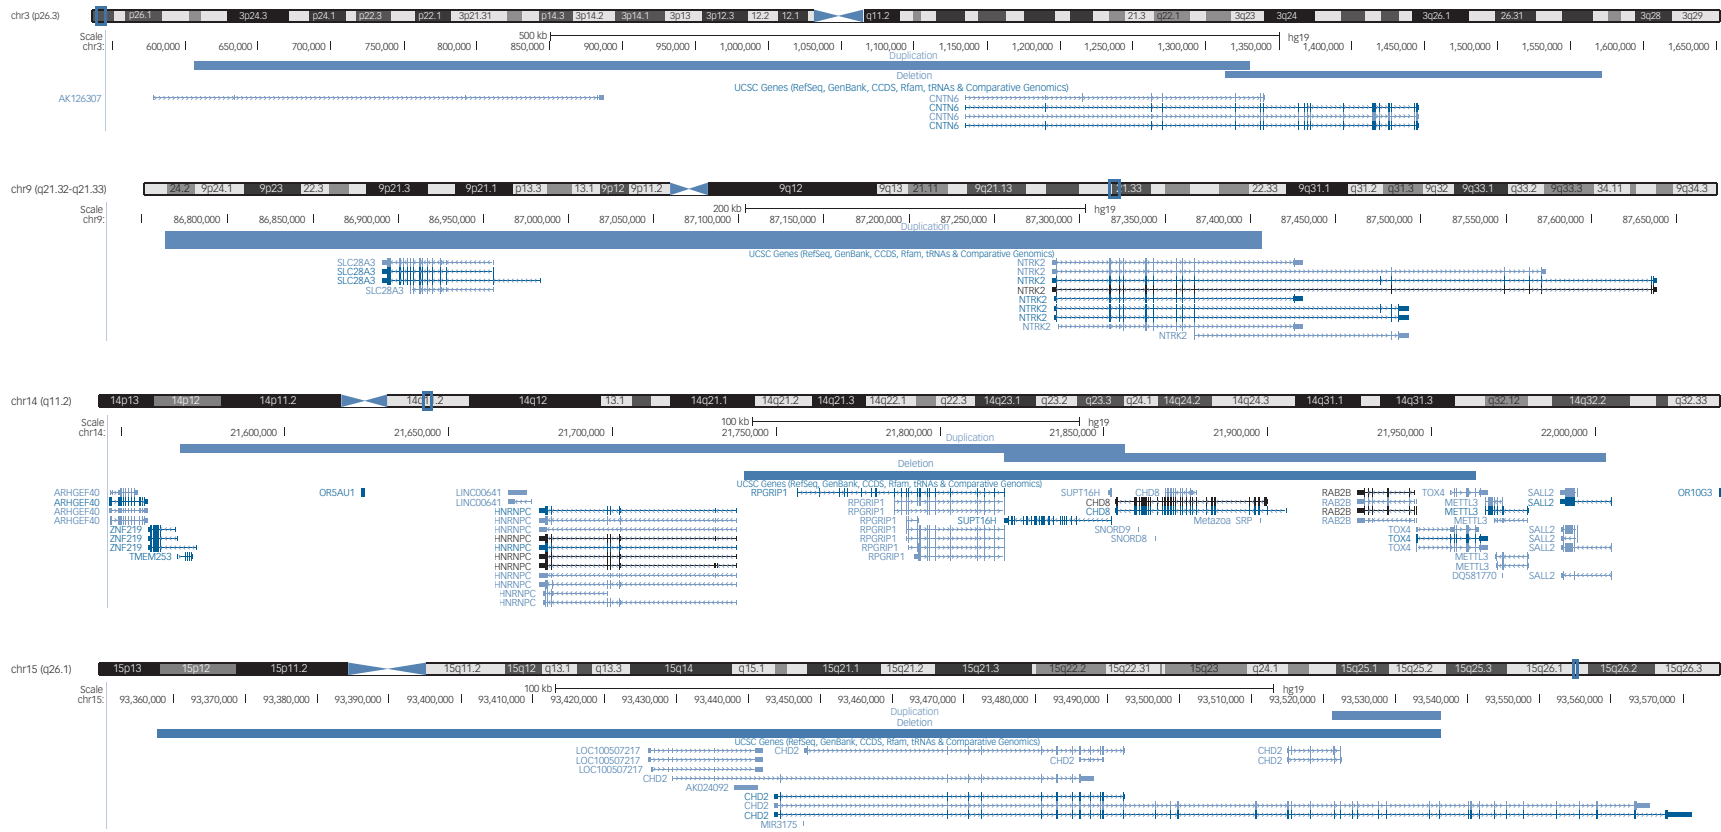 chr3 (p26.3) p26.1 3p24.3 p24.1 p22.3 p22.1 3p21.31 p14.3 3p14.2 3p14.1 3p13 3p12.3 12.2 12.1 q11.2 21.3 q22.1 3q23 3q24 3q26.1 26.31 3q28 3q29
Scale 500 kb hg19
chr3: 600,000 650,000 700,000 750,000 800,000 850,000 900,000 950,000 1,000,000 1,050,000 1,100,000 1,150,000 1,200,000 1,250,000 1,300,000 1,350,000 1,400,000 1,450,000 1,500,000 1,550,000 1,600,000 1,650,000
Duplication
Deletion
UCSC Genes (RefSeq, GenBank, CCDS, Rfam, tRNAs & Comparative Genomics)
AK126307 CNTN6
CNTN6
CNTN6
CNTN6
chr9 (q21.32-q21.33) 24.2 9p24.1 9p23 22.3 9p21.3 9p21.1 p13.3 13.1 9p12 9p11.2 9q12 9q13 21.11 9q21.13 21.33 22.33 9q31.1 q31.2 q31.3 9q32 9q33.1 q33.2 9q33.3 34.11 9q34.3
Scale 200 kb hg19
chr9: 86,800,000 86,850,000 86,900,000 86,950,000 87,000,000 87,050,000 87,100,000 87,150,000 87,200,000 87,250,000 87,300,000 87,350,000 87,400,000 87,450,000 87,500,000 87,550,000 87,600,000 87,650,000
Duplication
UCSC Genes (RefSeq, GenBank, CCDS, Rfam, tRNAs & Comparative Genomics)
SLC28A3 NTRK2
SLC28A3 NTRK2
SLC28A3 NTRK2
SLC28A3 NTRK2
NTRK2
NTRK2
NTRK2
NTRK2
NTRK2
chr14 (q11.2) 14p13 14p12 14p11.2 14q11.2 14q12 13.1 14q21.1 14q21.2 14q21.3 14q22.1 q22.3 14q23.1 q23.2 q23.3 q24.1 14q24.2 14q24.3 14q31.1 14q31.3 q32.12 14q32.2 q32.33
Scale 100 kb hg19
chr14: 21,600,000 21,650,000 21,700,000 21,750,000 21,800,000 21,850,000 21,900,000 21,950,000 22,000,000
Duplication
Deletion
UCSC Genes (RefSeq, GenBank, CCDS, Rfam, tRNAs & Comparative Genomics)
ARHGEF40 OR5AU1 LINC00641 RPGRIP1 SUPT16H CHD8 RAB2B TOX4 SALL2 OR10G3
ARHGEF40 LINC00641 RPGRIP1 CHD8 RAB2B METTL3 SALL2
ARHGEF40 HNRNPC RPGRIP1 CHD8 RAB2B METTL3
ARHGEF40 HNRNPC RPGRIP1 SUPT16H Metazoa SRP RAB2B METTL3
ZNF219 HNRNPC RPGRIP1 SNORD9 TOX4 SALL2
ZNF219 HNRNPC RPGRIP1 SNORD8 TOX4 SALL2
ZNF219 HNRNPC RPGRIP1 TOX4 SALL2
TMEM253 HNRNPC RPGRIP1 METTL3
HNRNPC METTL3
HNRNPC DQ581770 SALL2
HNRNPC
HNRNPC
HNRNPC
chr15 (q26.1) 15p13 15p12 15p11.2 15q11.2 15q12 q13.1 q13.3 15q14 q15.1 15q21.1 15q21.2 15q21.3 15q22.2 15q22.31 15q23 q24.1 15q25.1 15q25.2 15q25.3 15q26.1 15q26.2 15q26.3
Scale 100 kb hg19
chr15: 93,360,000 93,370,000 93,380,000 93,390,000 93,400,000 93,410,000 93,420,000 93,430,000 93,440,000 93,450,000 93,460,000 93,470,000 93,480,000 93,490,000 93,500,000 93,510,000 93,520,000 93,530,000 93,540,000 93,550,000 93,560,000 93,570,000
Duplication
Deletion
UCSC Genes (RefSeq, GenBank, CCDS, Rfam, tRNAs & Comparative Genomics)
LOC100507217 CHD2 CHD2
LOC100507217 CHD2 CHD2
LOC100507217
CHD2
AK024092
CHD2
CHD2
CHD2
MIR3175